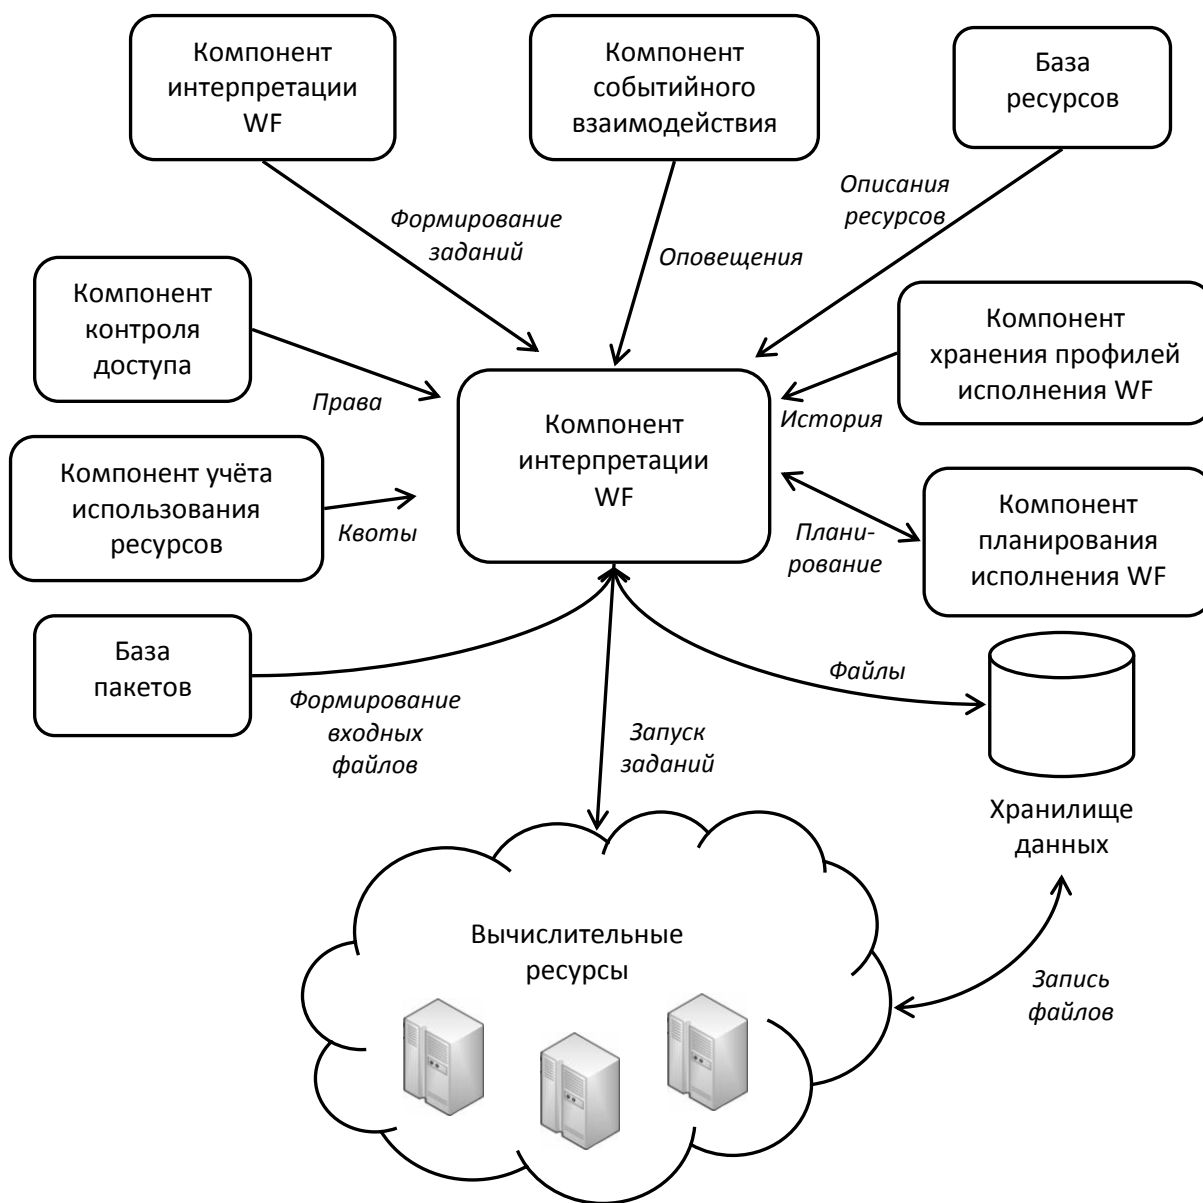 Компонент
интерпретации
WF
Компонент
событийного
взаимодействия
База
ресурсов
Формирование
заданий
Оповещения
Описания
ресурсов
Компонент
контроля
доступа
Права
Компонент
интерпретации
WF
История
Компонент
хранения профилей
исполнения WF
Компонент учёта
использования
ресурсов
Квоты
Плани-
рование
Компонент
планирования
исполнения WF
База
пакетов
Формирование
входных
файлов
Запуск
заданий
Файлы
Хранилище
данных
Вычислительные
ресурсы
Запись
файлов